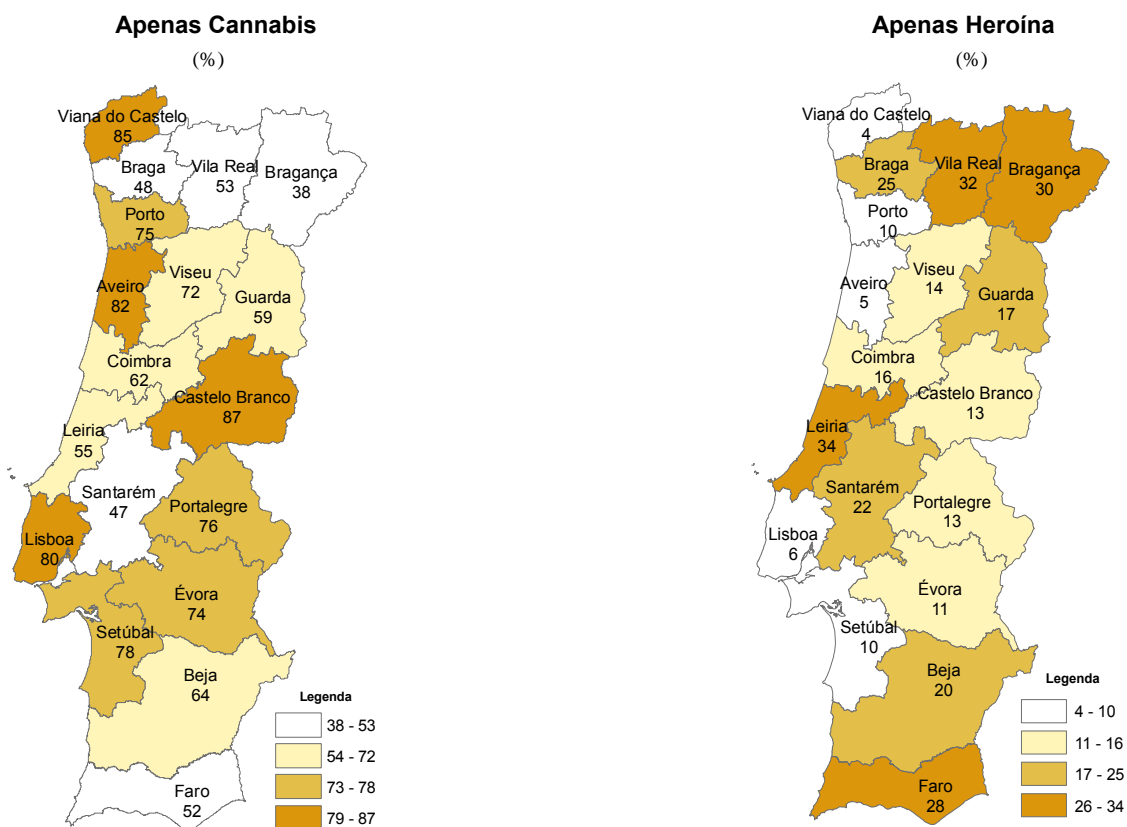 Apenas Cannabis
(%)
Viana do Castelo
85
Braga
48
Vila Real
53
Bragança
38
Porto
75
Aveiro
82
Viseu
72
Guarda
59
Coimbra
62
Castelo Branco
87
Leiria
55
Santarém
47
Portalegre
76
Lisboa
80
Évora
74
Setúbal
78
Beja
64
Faro
52
Legenda
38 - 53
54 - 72
73 - 78
79 - 87
Apenas Heroína
(%)
Viana do Castelo
4
Braga
25
Vila Real
32
Bragança
30
Porto
10
Aveiro
5
Viseu
14
Guarda
17
Coimbra
16
Castelo Branco
13
Leiria
34
Santarém
22
Portalegre
13
Lisboa
6
Évora
11
Setúbal
10
Beja
20
Faro
28
Legenda
4 - 10
11 - 16
17 - 25
26 - 34